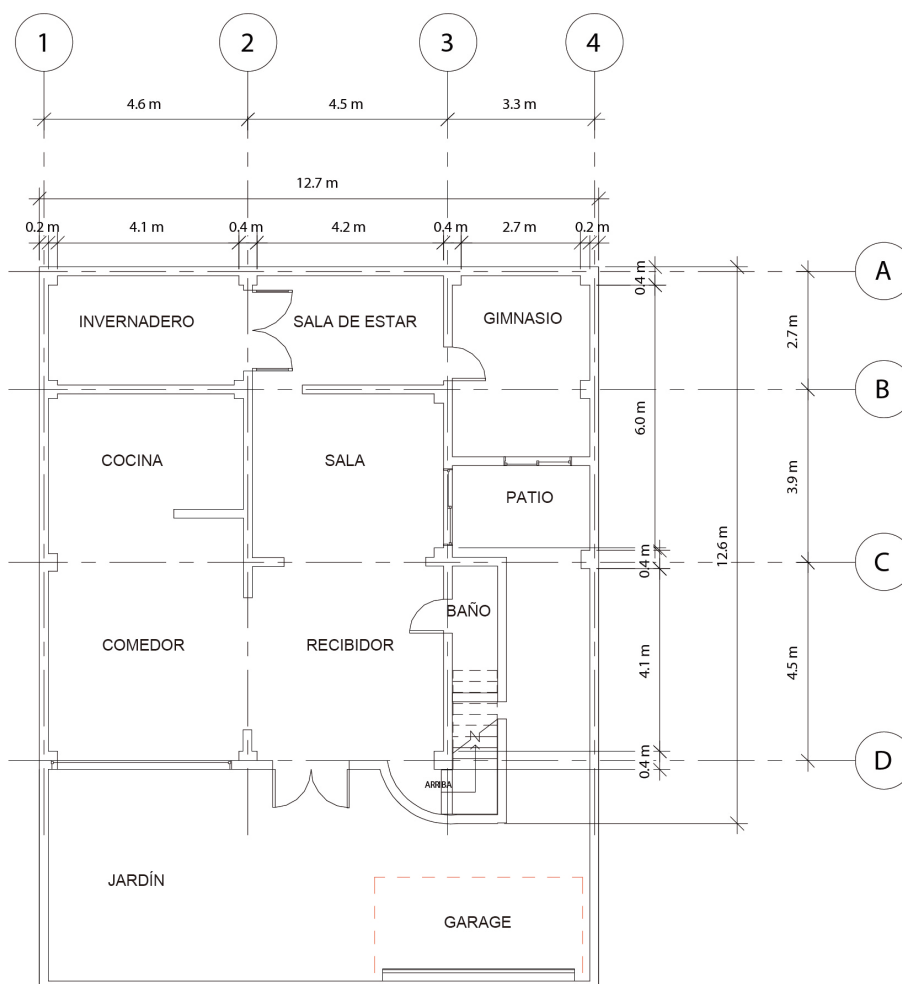 1 2 3 4
4.6 m 4.5 m 3.3 m
12.7 m
0.2 m 4.1 m 0.4 m 4.2 m 0.4 m 2.7 m 0.2 m
A
0.4 m
INVERNADERO SALA DE ESTAR GIMNASIO
2.7 m
B
6.0 m
COCINA SALA
3.9 m
PATIO
12.6 m
0.4 m
C
BAÑO
COMEDOR RECIBIDOR
4.1 m
4.5 m
0.4 m
D
N
ARRIBA
JARDÍN
GARAGE